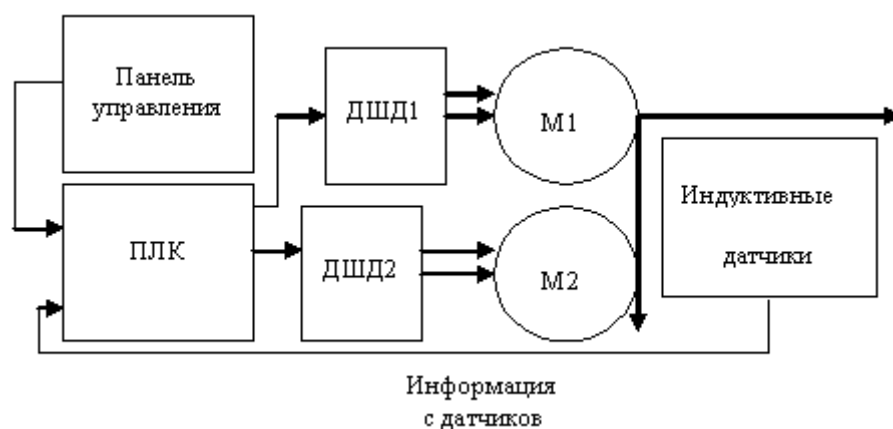 Панель
управления
ДШД1
М1
ПЛК
ДШД2
М2
Индуктивные
датчики
Информация
с датчиков